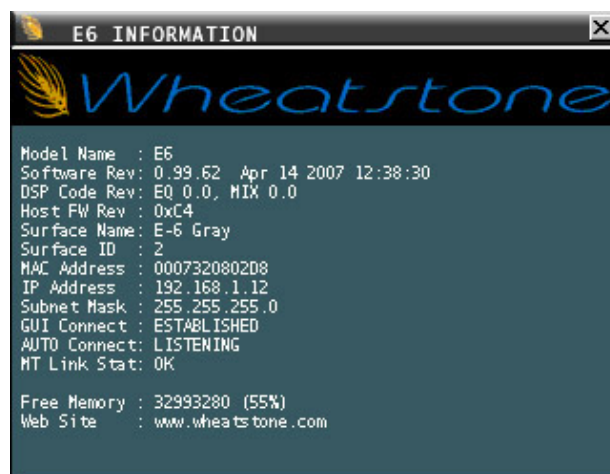 E6 INFORMATION
Wheatstone
Model Name : E6
Software Rev: 0.99.62 Apr 14 2007 12:38:30
DSP Code Rev: EQ 0.0, MIX 0.0
Host FW Rev : 0xC4
Surface Name: E-6 Gray
Surface ID : 2
MAC Address : 0007320802D8
IP Address : 192.168.1.12
Subnet Mask : 255.255.255.0
GUI Connect : ESTABLISHED
AUTO Connect: LISTENING
MT Link Stat: OK
Free Memory : 32993280 (55%)
Web Site : www.wheatstone.com